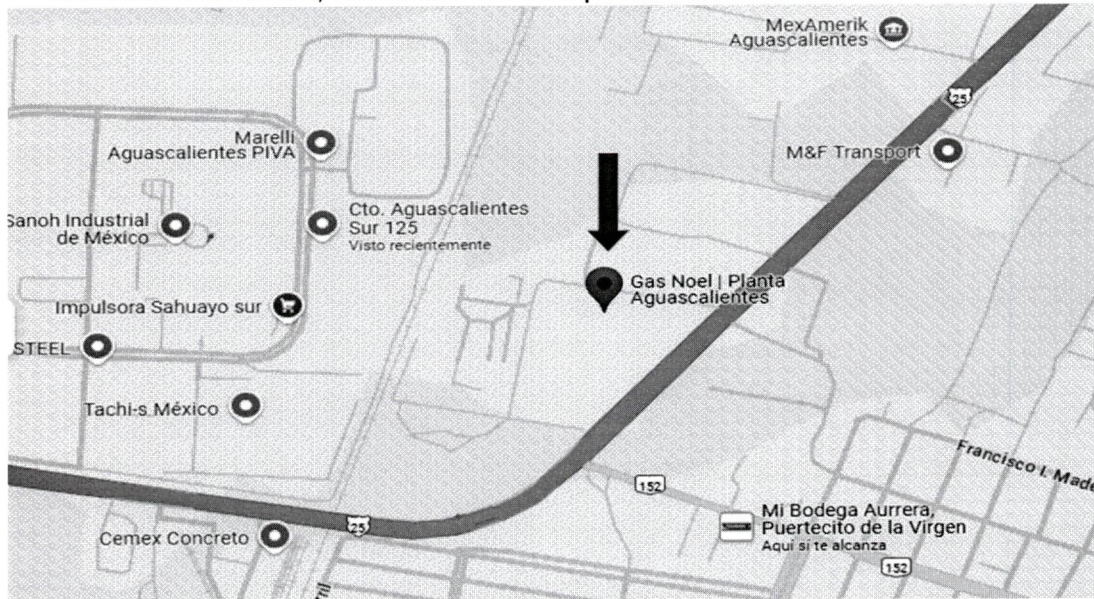 MexAmerik
Aguascalientes
25
Marelli
Aguascalientes PIVA
M&F Transport
Sanoh Industrial
de México
Cto. Aguascalientes
Sur 125
Visto recientemente
Gas Noel | Planta
Aguascalientes
Impulsora Sahuayo sur
STEEL
Tachi-s México
Francisco I. Made
152
Mi Bodega Aurrera,
Puertecito de la Virgen
Aquí sí te alcanza
25
Cemex Concreto
152